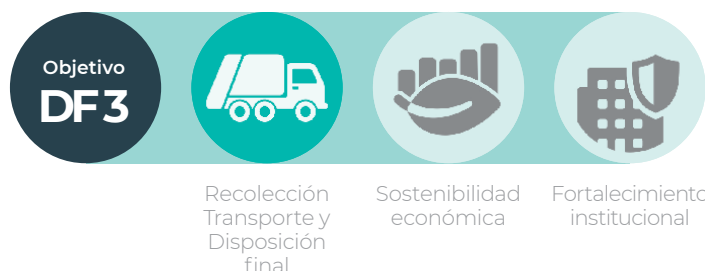 Objetivo
DF3
Recolección
Transporte y
Disposición
final
Sostenibilidad
económica
Fortalecimiento
institucional